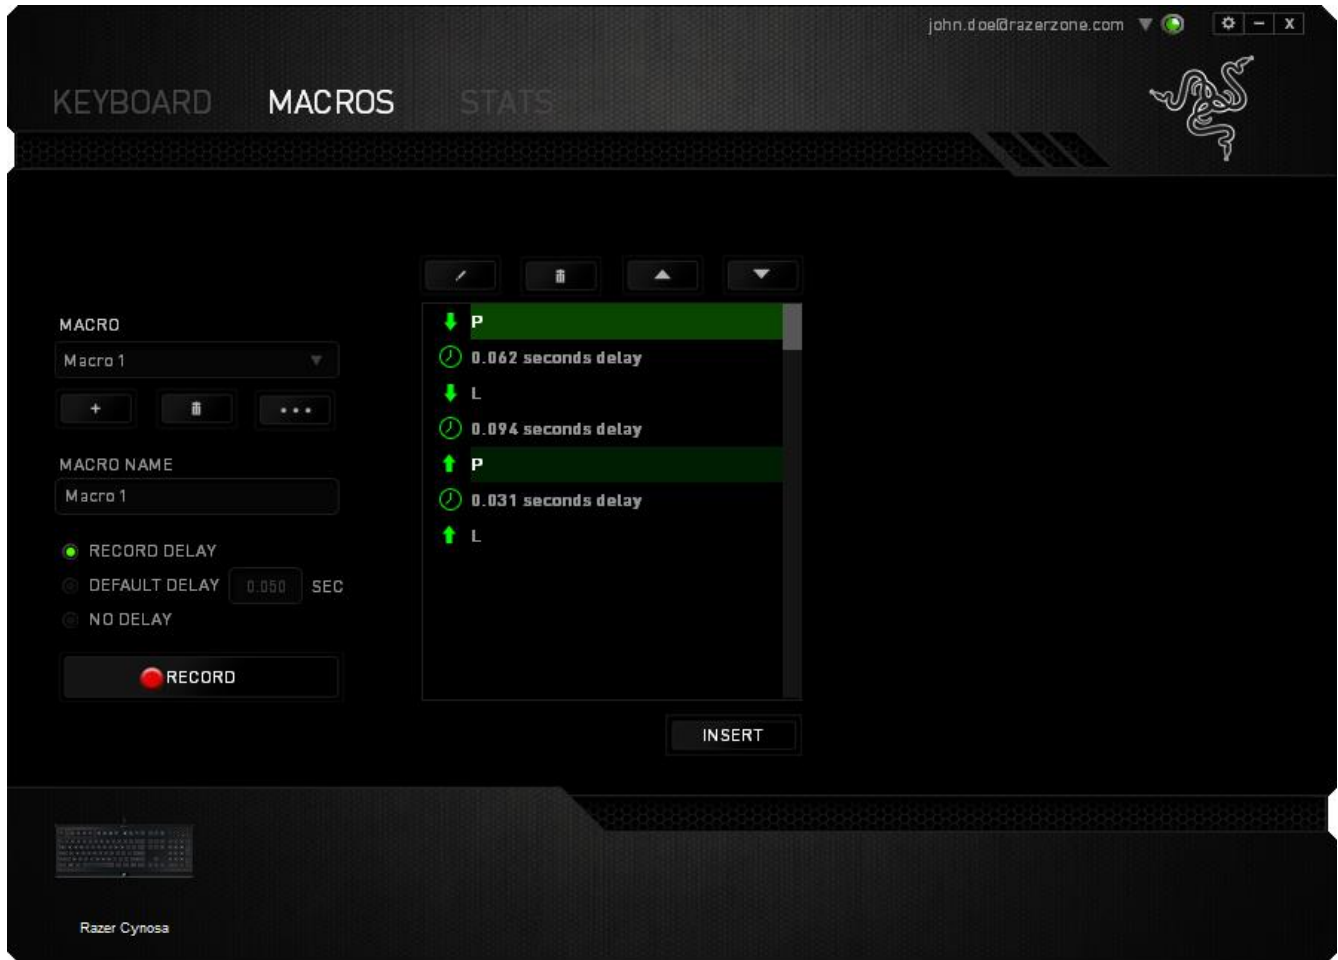 john.doe@razerzone.com
X
KEYBOARD MACROS STATS
MACRO
Macro 1
MACRO NAME
Macro 1
RECORD DELAY
DEFAULT DELAY 0.050 SEC
NO DELAY
RECORD
P
0.062 seconds delay
L
0.094 seconds delay
P
0.031 seconds delay
L
INSERT
Razer Cynosa